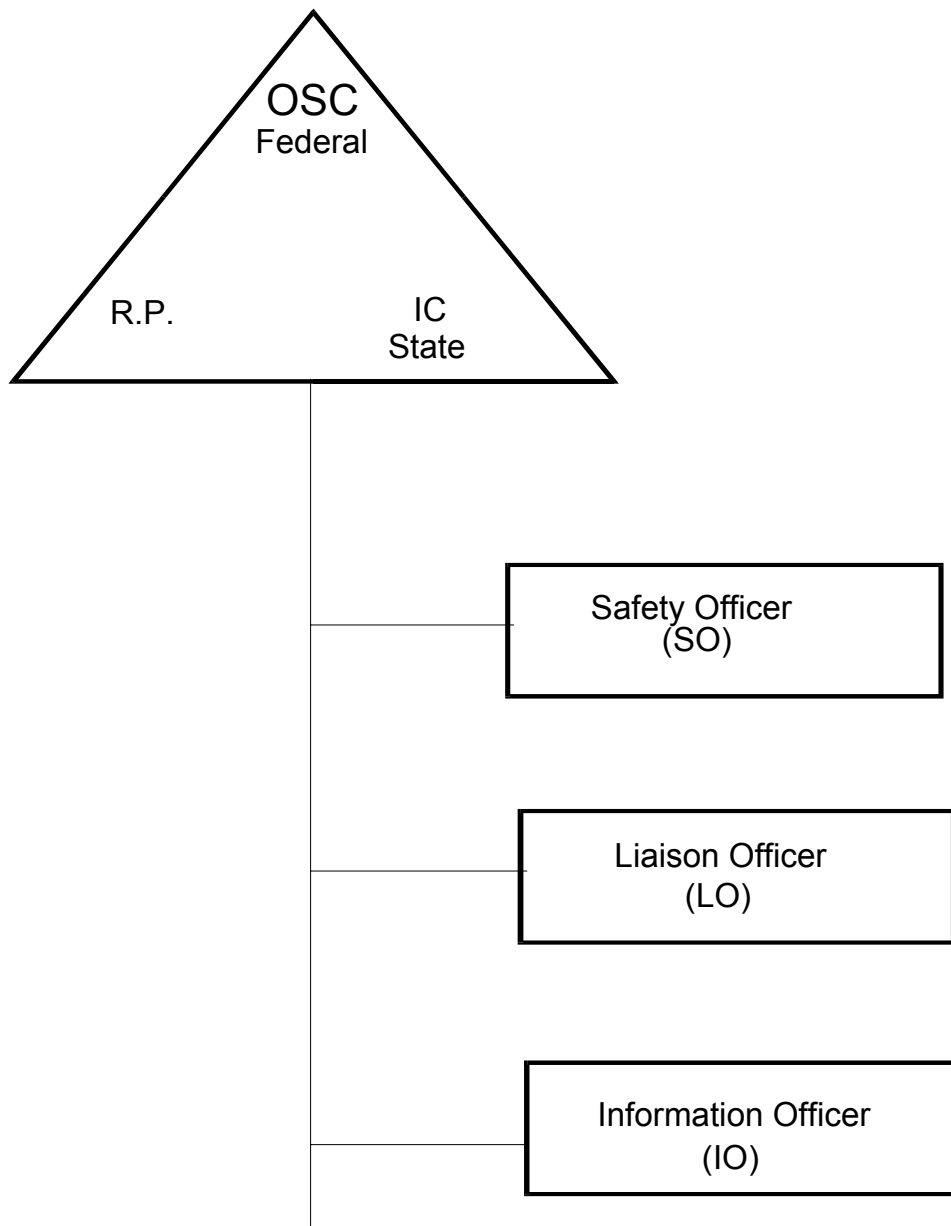 OSC
Federal
R.P.
IC
State
Safety Officer
(SO)
Liaison Officer
(LO)
Information Officer
(IO)